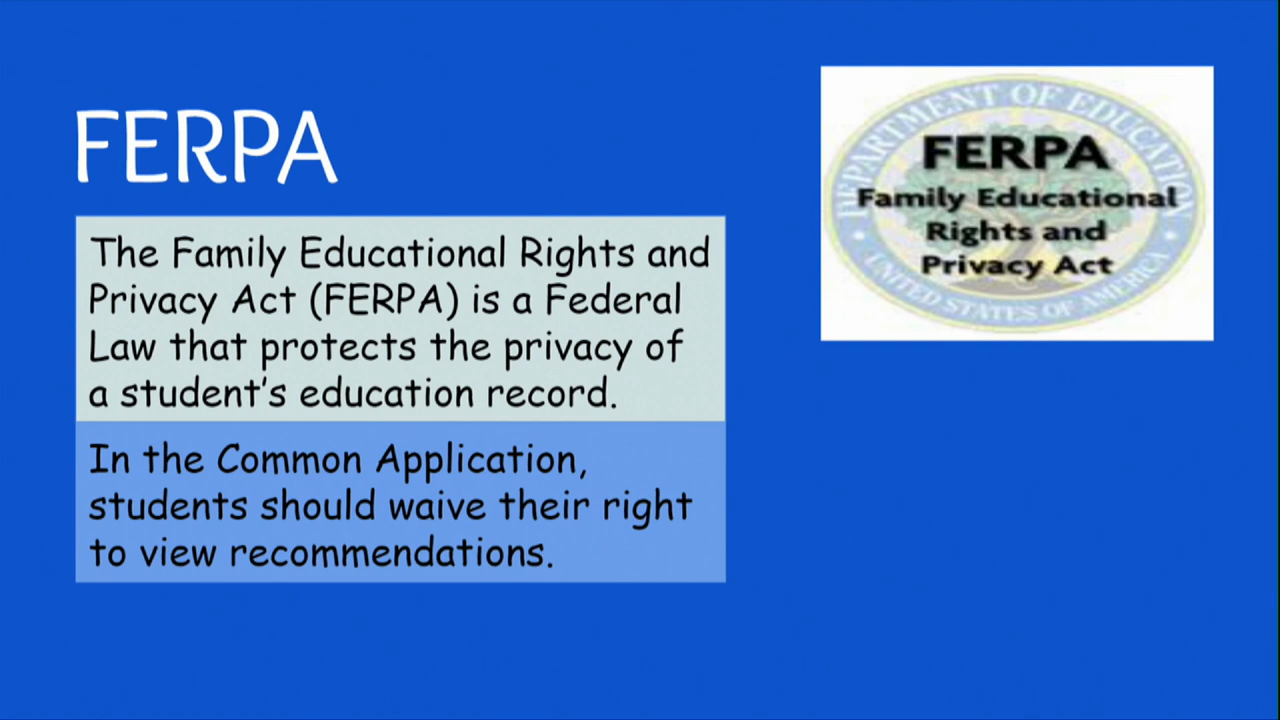 FERPA
The Family Educational Rights and
Privacy Act (FERPA) is a Federal
Law that protects the privacy of
a student's education record.
In the Common Application,
students should waive their right
to view recommendations.
DEPARTMENT OF EDUCATION
FERPA
Family Educational
Rights and
Privacy Act
UNITED STATES OF AMERICA